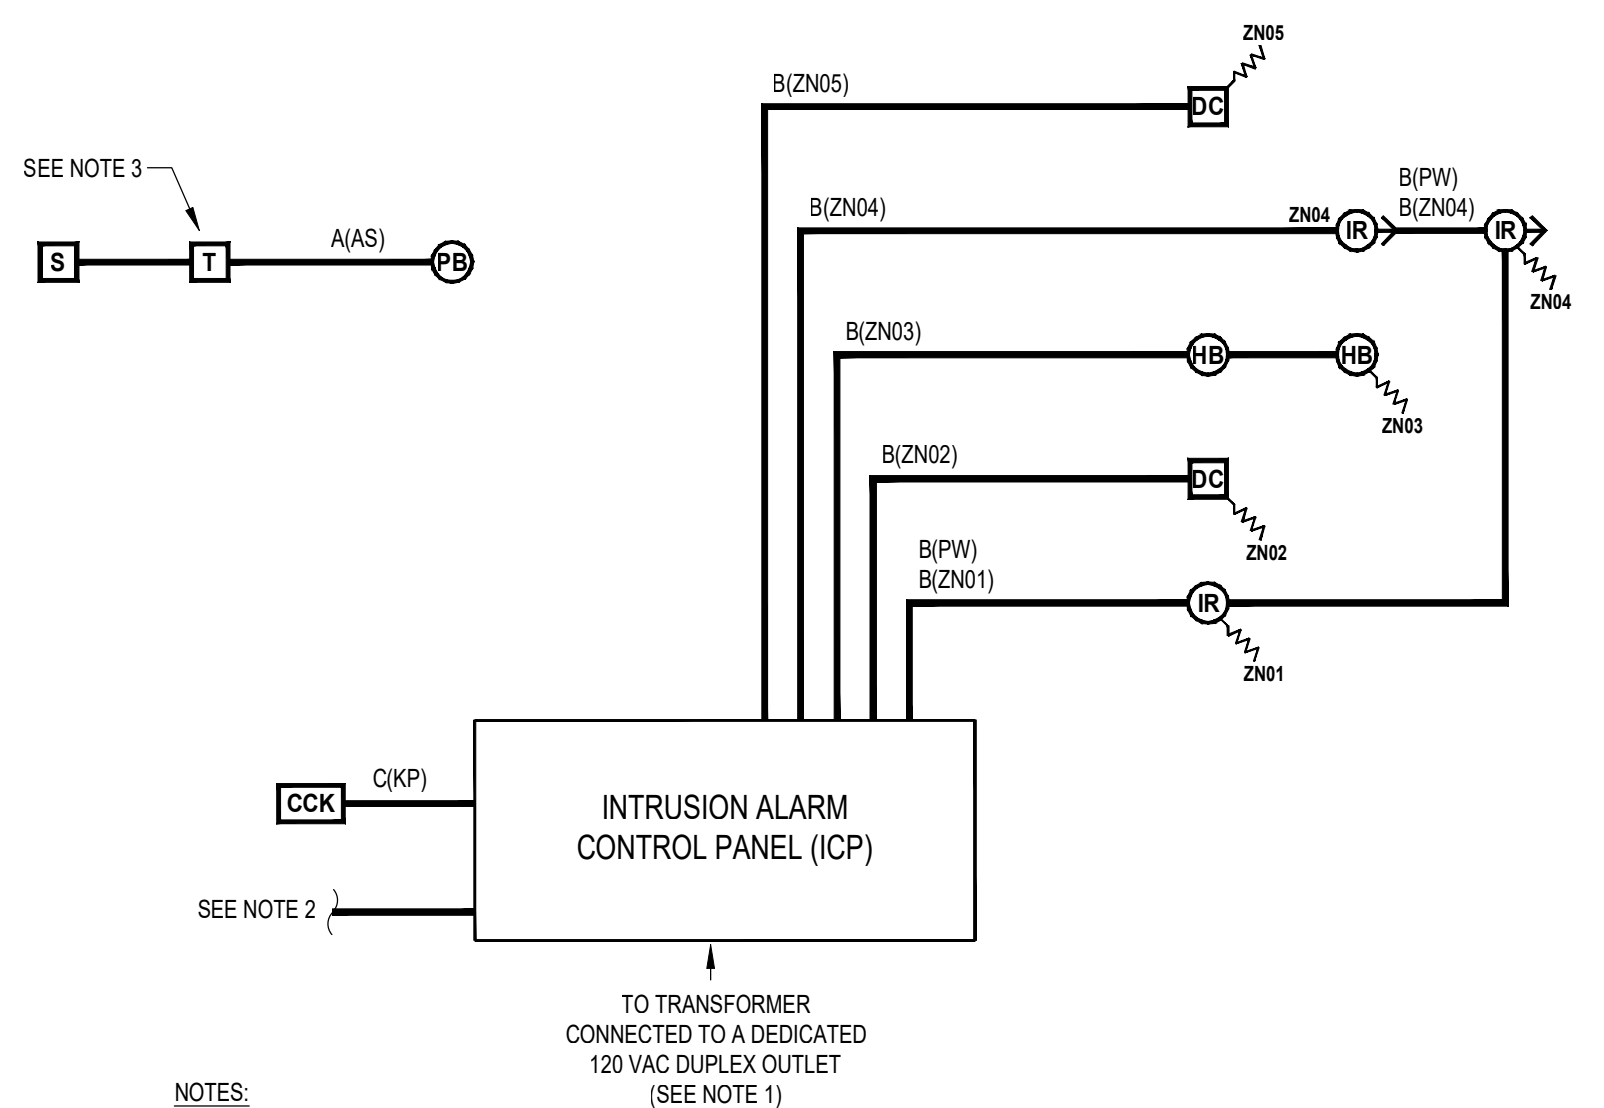 ZN05
B(ZN05)
DC
SEE NOTE 3
B(PW)
B(ZN04)
ZN04
B(ZN04)
IR
IR
A(AS)
S
T
PB
ZN04
B(ZN03)
HB
HB
ZN03
B(ZN02)
DC
ZN02
B(PW)
B(ZN01)
IR
ZN01
C(KP)
CCK
INTRUSION ALARM
CONTROL PANEL (ICP)
SEE NOTE 2
TO TRANSFORMER
CONNECTED TO A DEDICATED
120 VAC DUPLEX OUTLET
(SEE NOTE 1)
NOTES: